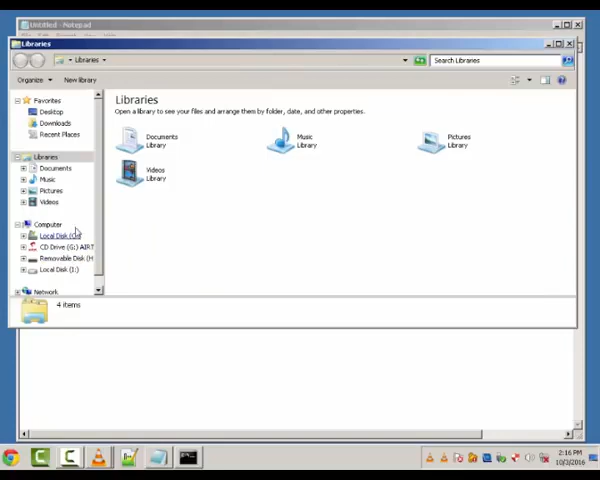 Untitled - Notepad
Libraries
Libraries
Search Libraries
Organize
New library
Favorites
Desktop
Downloads
Recent Places
Libraries
Documents
Music
Pictures
Videos
Computer
Local Disk (C:)
CD Drive (G:) AIRT
Removable Disk (H
Local Disk (I:)
Network
Libraries
Open a library to see your files and arrange them by folder, date, and other properties.
Documents
Library
Music
Library
Pictures
Library
Videos
Library
4 items
2:16 PM
10/3/2016